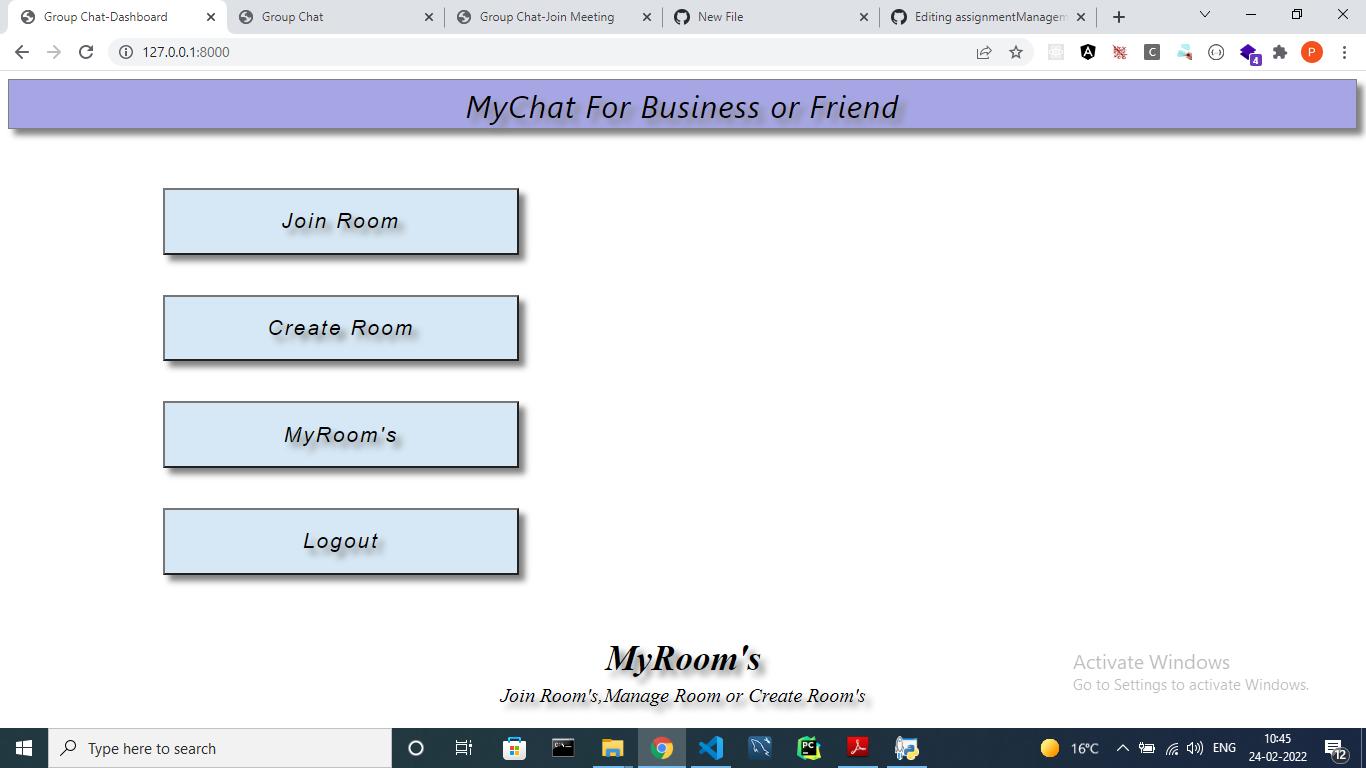 Group Chat-Dashboard
Group Chat
Group Chat-Join Meeting
New File
Editing assignmentManagem
127.0.0.1:8000
A
C
4
P
MyChat For Business or Friend
Join Room
Create Room
MyRoom's
Logout
MyRoom's
Join Room's,Manage Room or Create Room's
Activate Windows
Go to Settings to activate Windows.
Type here to search
PC
16°C
ENG
10:45
24-02-2022
12